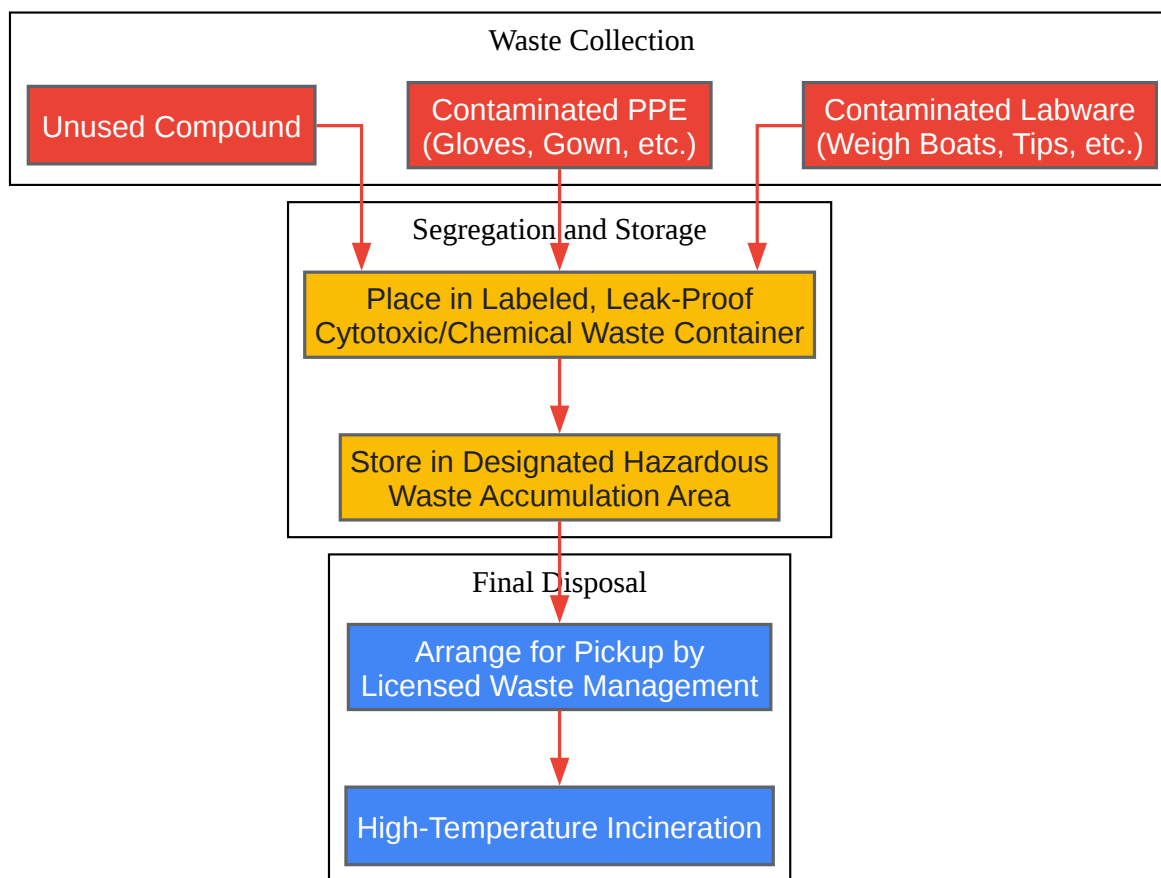 Waste Collection
Unused Compound
Contaminated PPE
(Gloves, Gown, etc.)
Contaminated Labware
(Weigh Boats, Tips, etc.)
Segregation and Storage
Place in Labeled, Leak-Proof
Cytotoxic/Chemical Waste Container
Store in Designated Hazardous
Waste Accumulation Area
Final Disposal
Arrange for Pickup by
Licensed Waste Management
High-Temperature Incineration